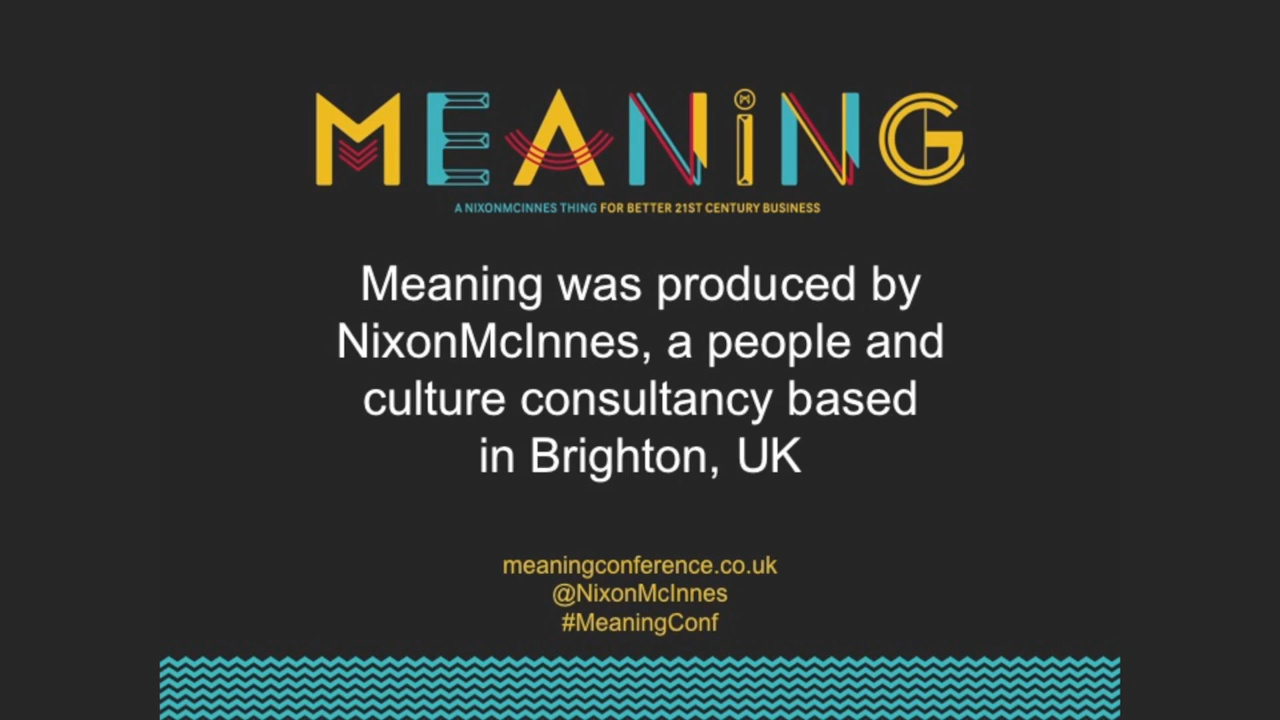 MEANiNG
A NIXONMCINNES THING FOR BETTER 21ST CENTURY BUSINESS
Meaning was produced by
NixonMcInnes, a people and
culture consultancy based
in Brighton, UK
meaningconference.co.uk
@NixonMcInnes
#MeaningConf